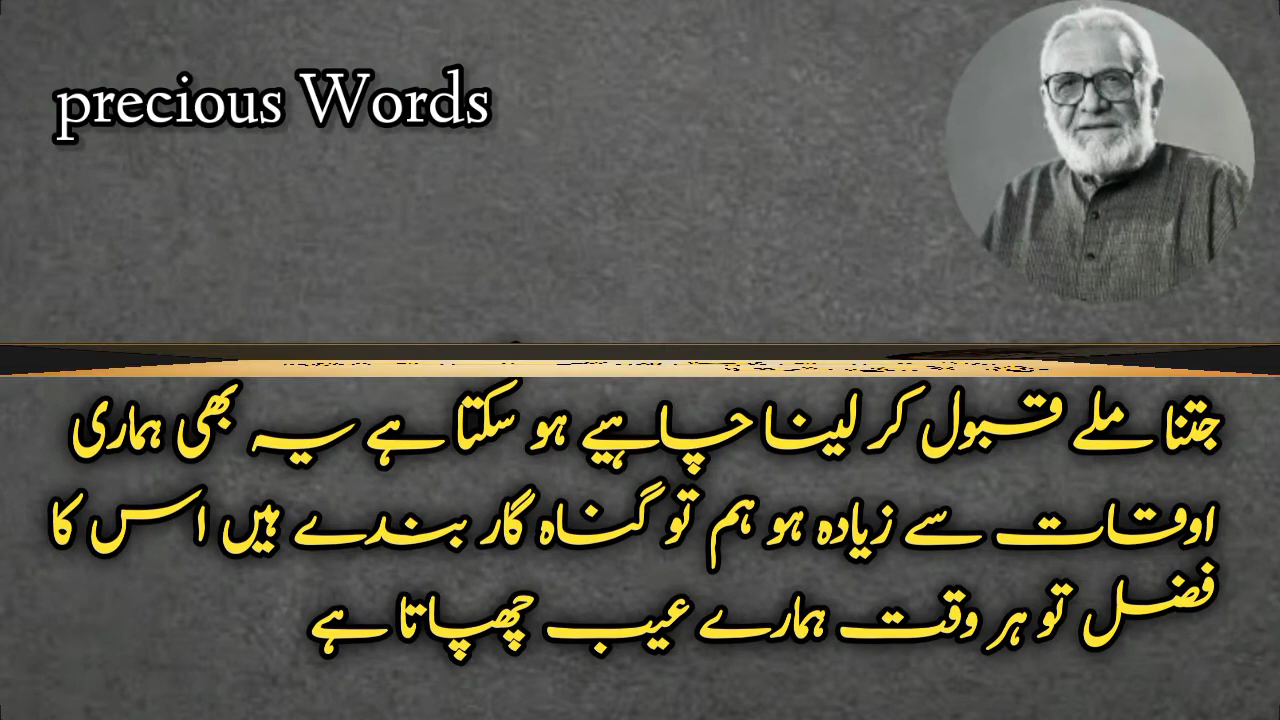 precious Words
جتنا ملے قبول کر لینا چاہیے ہو سکتا ہے یہ بھی ہماری
اوقات سے زیادہ ہو ہم تو گناہ گار بندے ہیں اس کا
فضل تو ہر وقت ہمارے عیب چھپاتا ہے